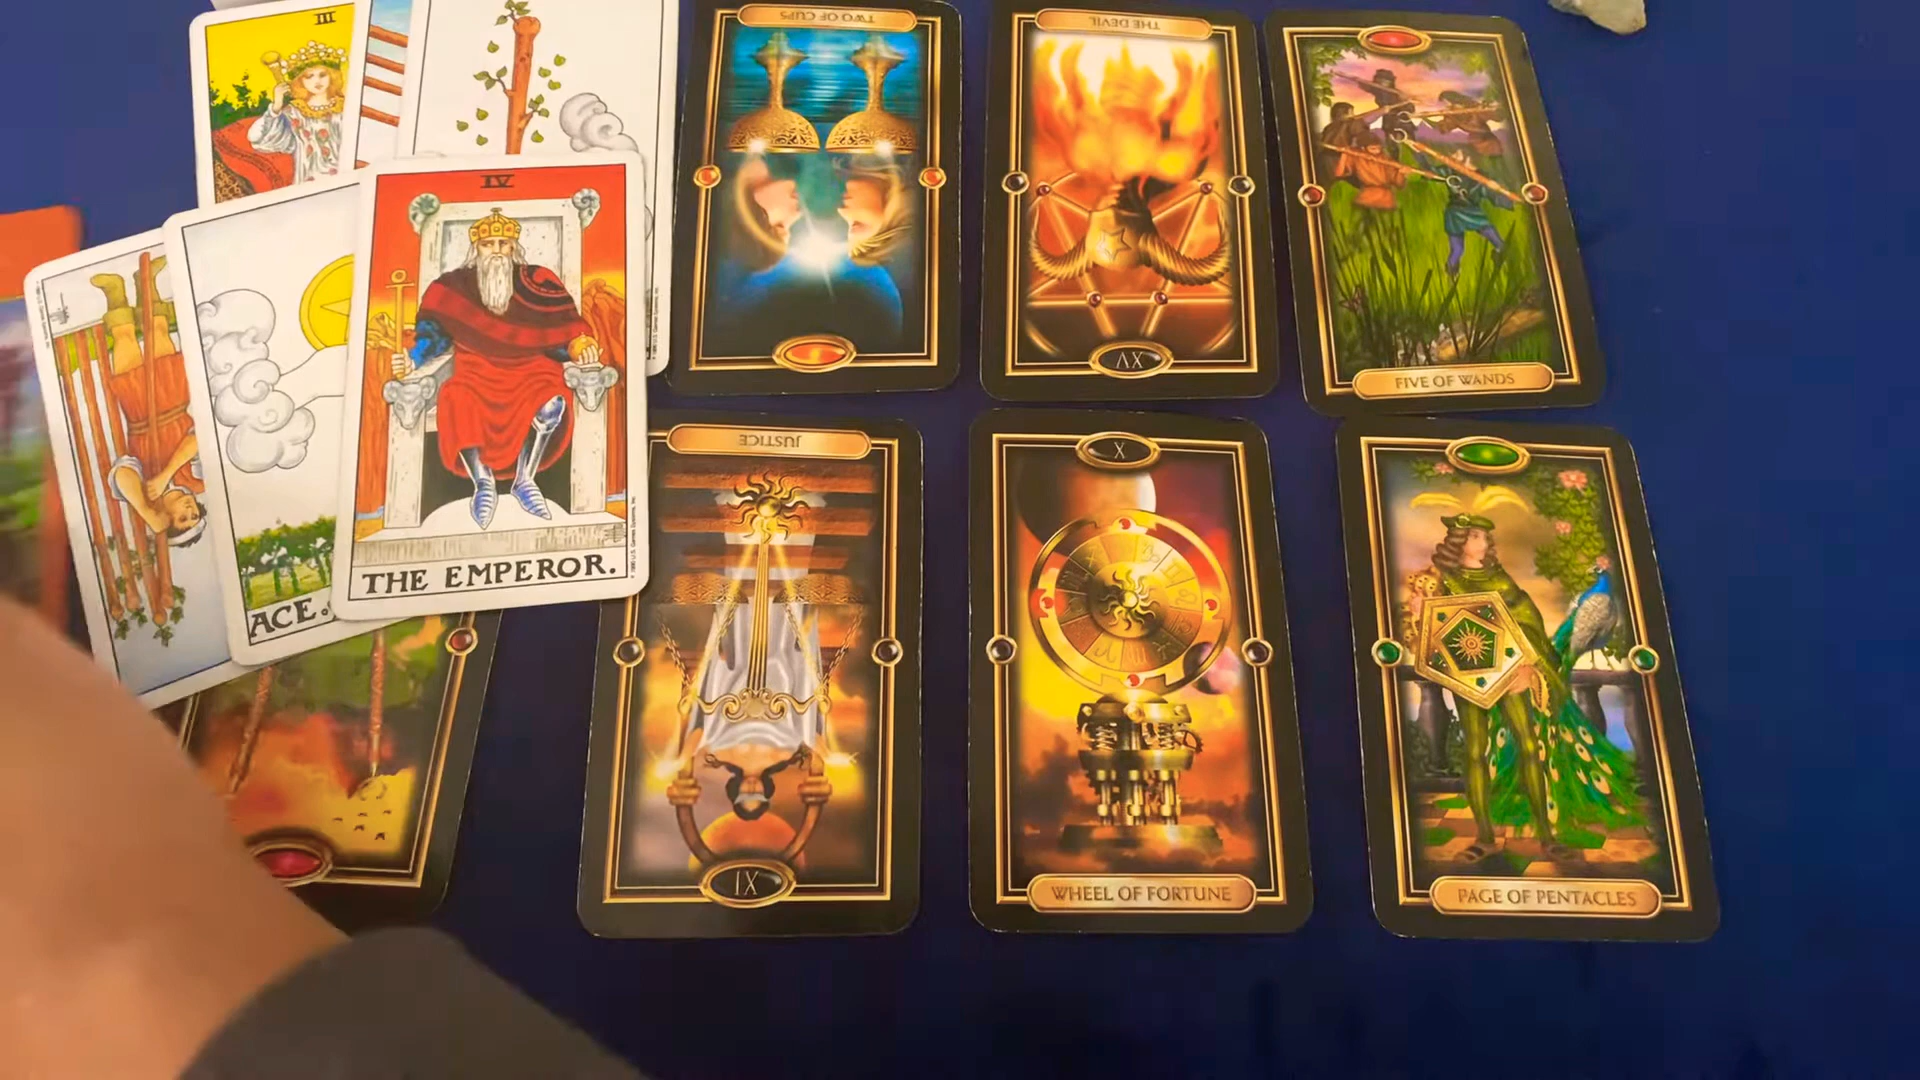 III
TWO OF CUPS
THE DEVIL
XV
FIVE OF WANDS
IV
THE EMPEROR.
ACE
JUSTICE
XI
X
WHEEL OF FORTUNE
PAGE OF PENTACLES